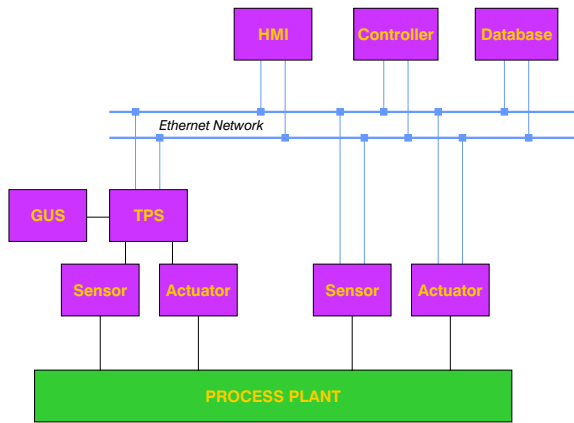 HMI
Controller
Database
Ethernet Network
GUS
TPS
Sensor
Actuator
Sensor
Actuator
PROCESS PLANT